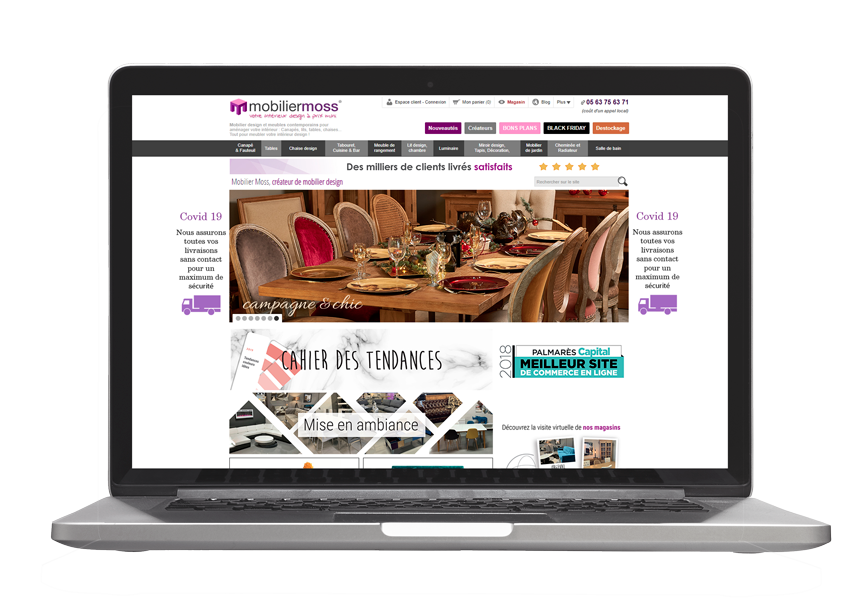 mobiliermoss®
votre intérieur design à prix moss
Espace client - Connexion
Mon panier (0)
Magasin
Blog
Plus
05 63 75 63 71
(coût d'un appel local)
Mobilier design et meubles contemporains pour
aménager votre intérieur : Canapés, lits, tables, chaises...
Tout pour meubler votre intérieur design !
Nouveautés
Créateurs
BONS PLANS
BLACK FRIDAY
Destockage
Canapé & Fauteuil
Tables
Chaise design
Tabouret, Cuisine & Bar
Meuble de rangement
Lit design, chambre
Luminaire
Miroir design, Tapis, Décoration,
Mobilier de jardin
Cheminée et Radiateur
Salle de bain
Des milliers de clients livrés satisfaits
Mobilier Moss, créateur de mobilier design
Rechercher sur le site
Covid 19
Nous assurons
toutes vos
livraisons
sans contact
pour un
maximum de
sécurité
campagne & chic
Covid 19
Nous assurons
toutes vos
livraisons
sans contact
pour un
maximum de
sécurité
CAHIER DES TENDANCES
2018
PALMARÈS Capital
MEILLEUR SITE
DE COMMERCE EN LIGNE
Mise en ambiance
Découvrez la visite virtuelle de nos magasins